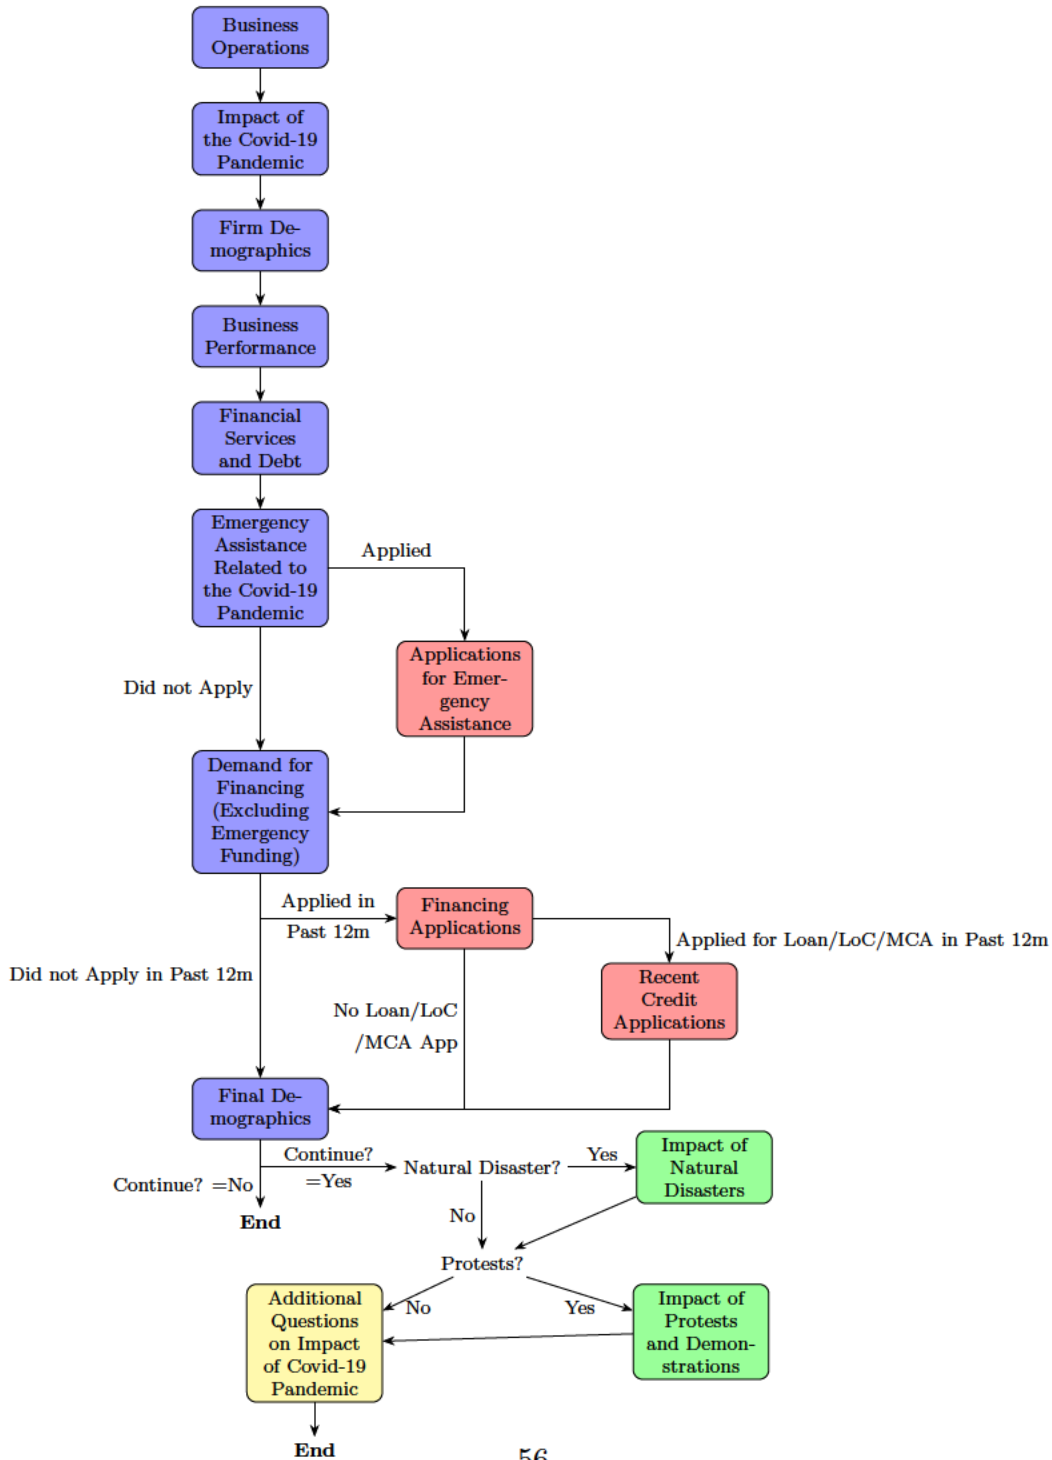 Business
Operations
Impact of
the Covid-19
Pandemic
Firm De-
mographics
Business
Performance
Financial
Services
and Debt
Emergency
Assistance
Related to
the Covid-19
Pandemic
Applied
Applications
for Emer-
gency
Assistance
Did not Apply
Demand for
Financing
(Excluding
Emergency
Funding)
Applied in
Past 12m
Financing
Applications
Applied for Loan/LoC/MCA in Past 12m
Did not Apply in Past 12m
Recent
Credit
Applications
No Loan/LoC
/MCA App
Final De-
mographics
Continue?
=Yes
Continue? =No
End
Natural Disaster?
Yes
Impact of
Natural
Disasters
No
Protests?
No
Yes
Additional
Questions
on Impact
of Covid-19
Pandemic
Impact of
Protests
and Demon-
strations
End
56